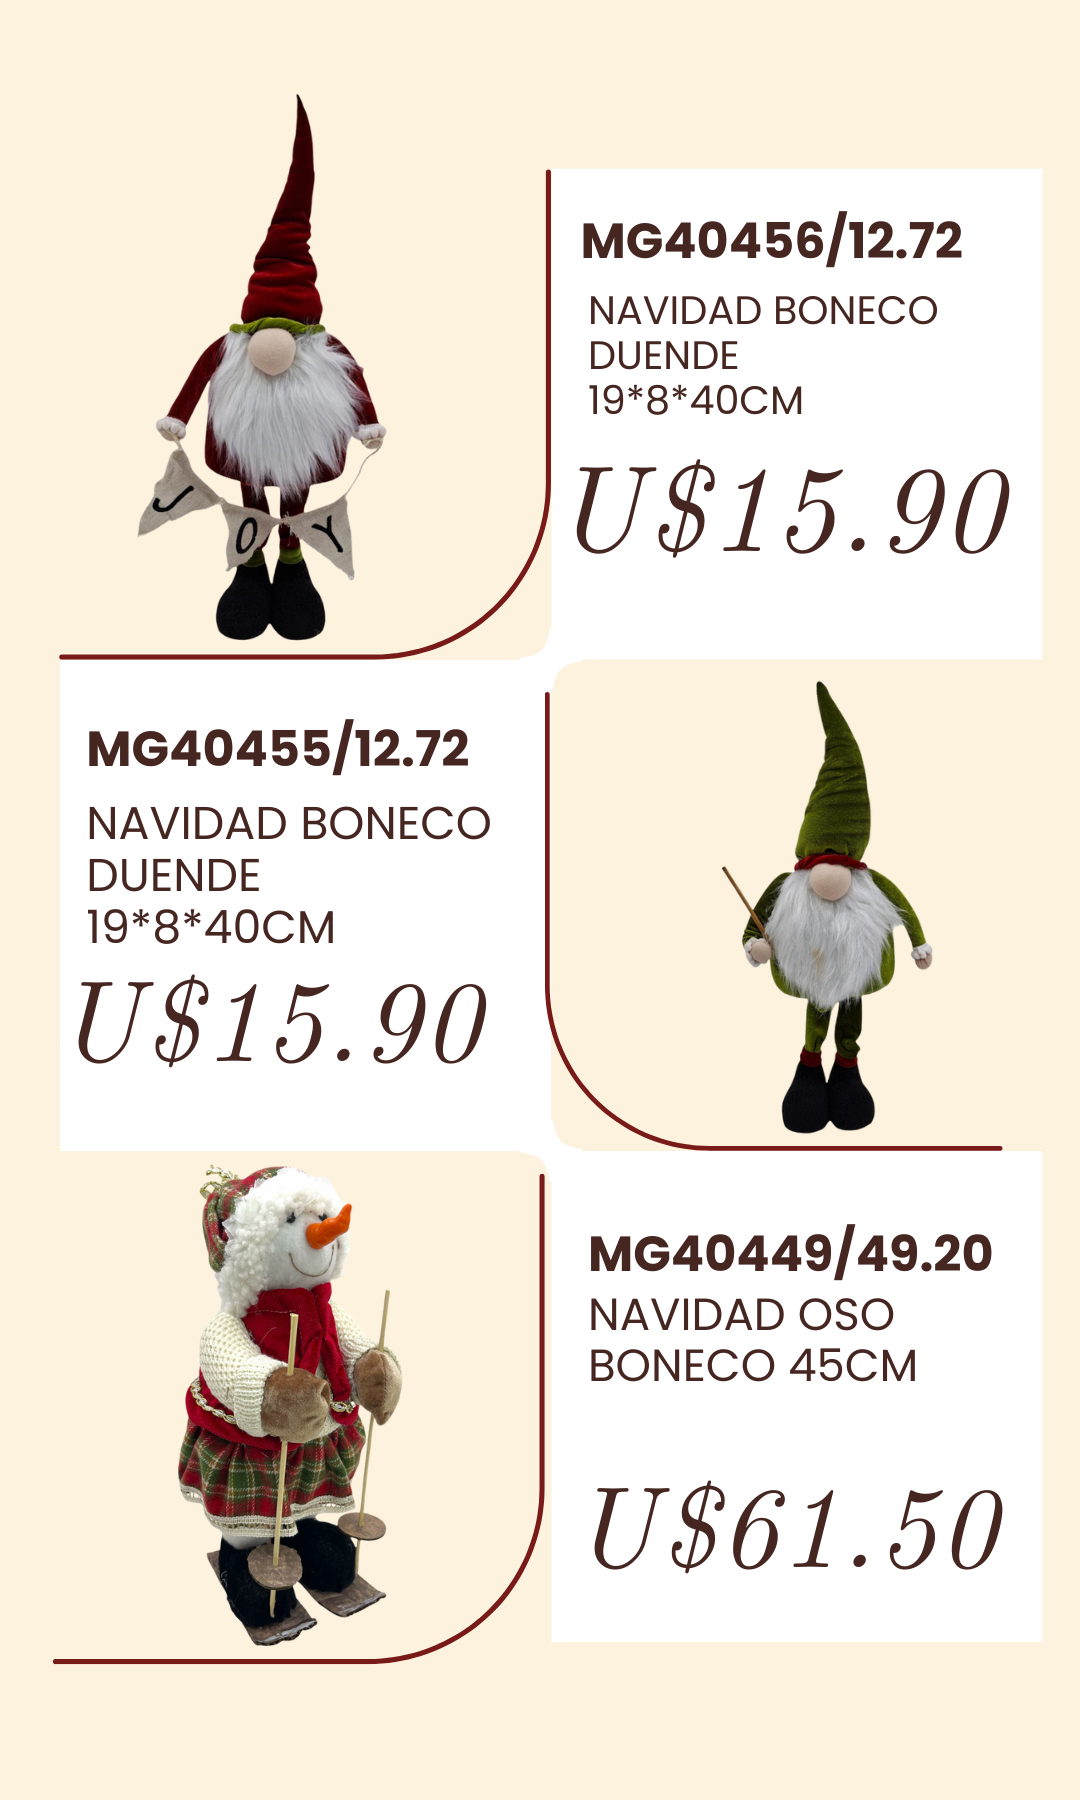 MG40456/12.72
NAVIDAD BONECO
DUENDE
19*8*40CM
U$15.90
J O Y
MG40455/12.72
NAVIDAD BONECO
DUENDE
19*8*40CM
U$15.90
MG40449/49.20
NAVIDAD OSO
BONECO 45CM
U$61.50